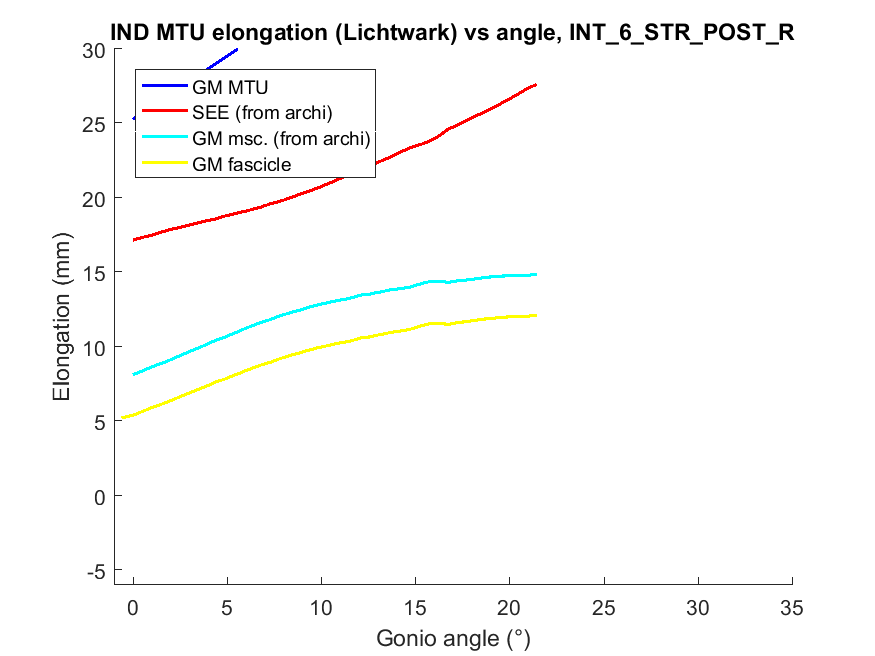 IND MTU elongation (Lichtwark) vs angle, INT_6_STR_POST_R
GM MTU
SEE (from archi)
GM msc. (from archi)
GM fascicle
Elongation (mm)
30
25
20
15
10
5
0
-5
0 5 10 15 20 25 30 35
Gonio angle (°)